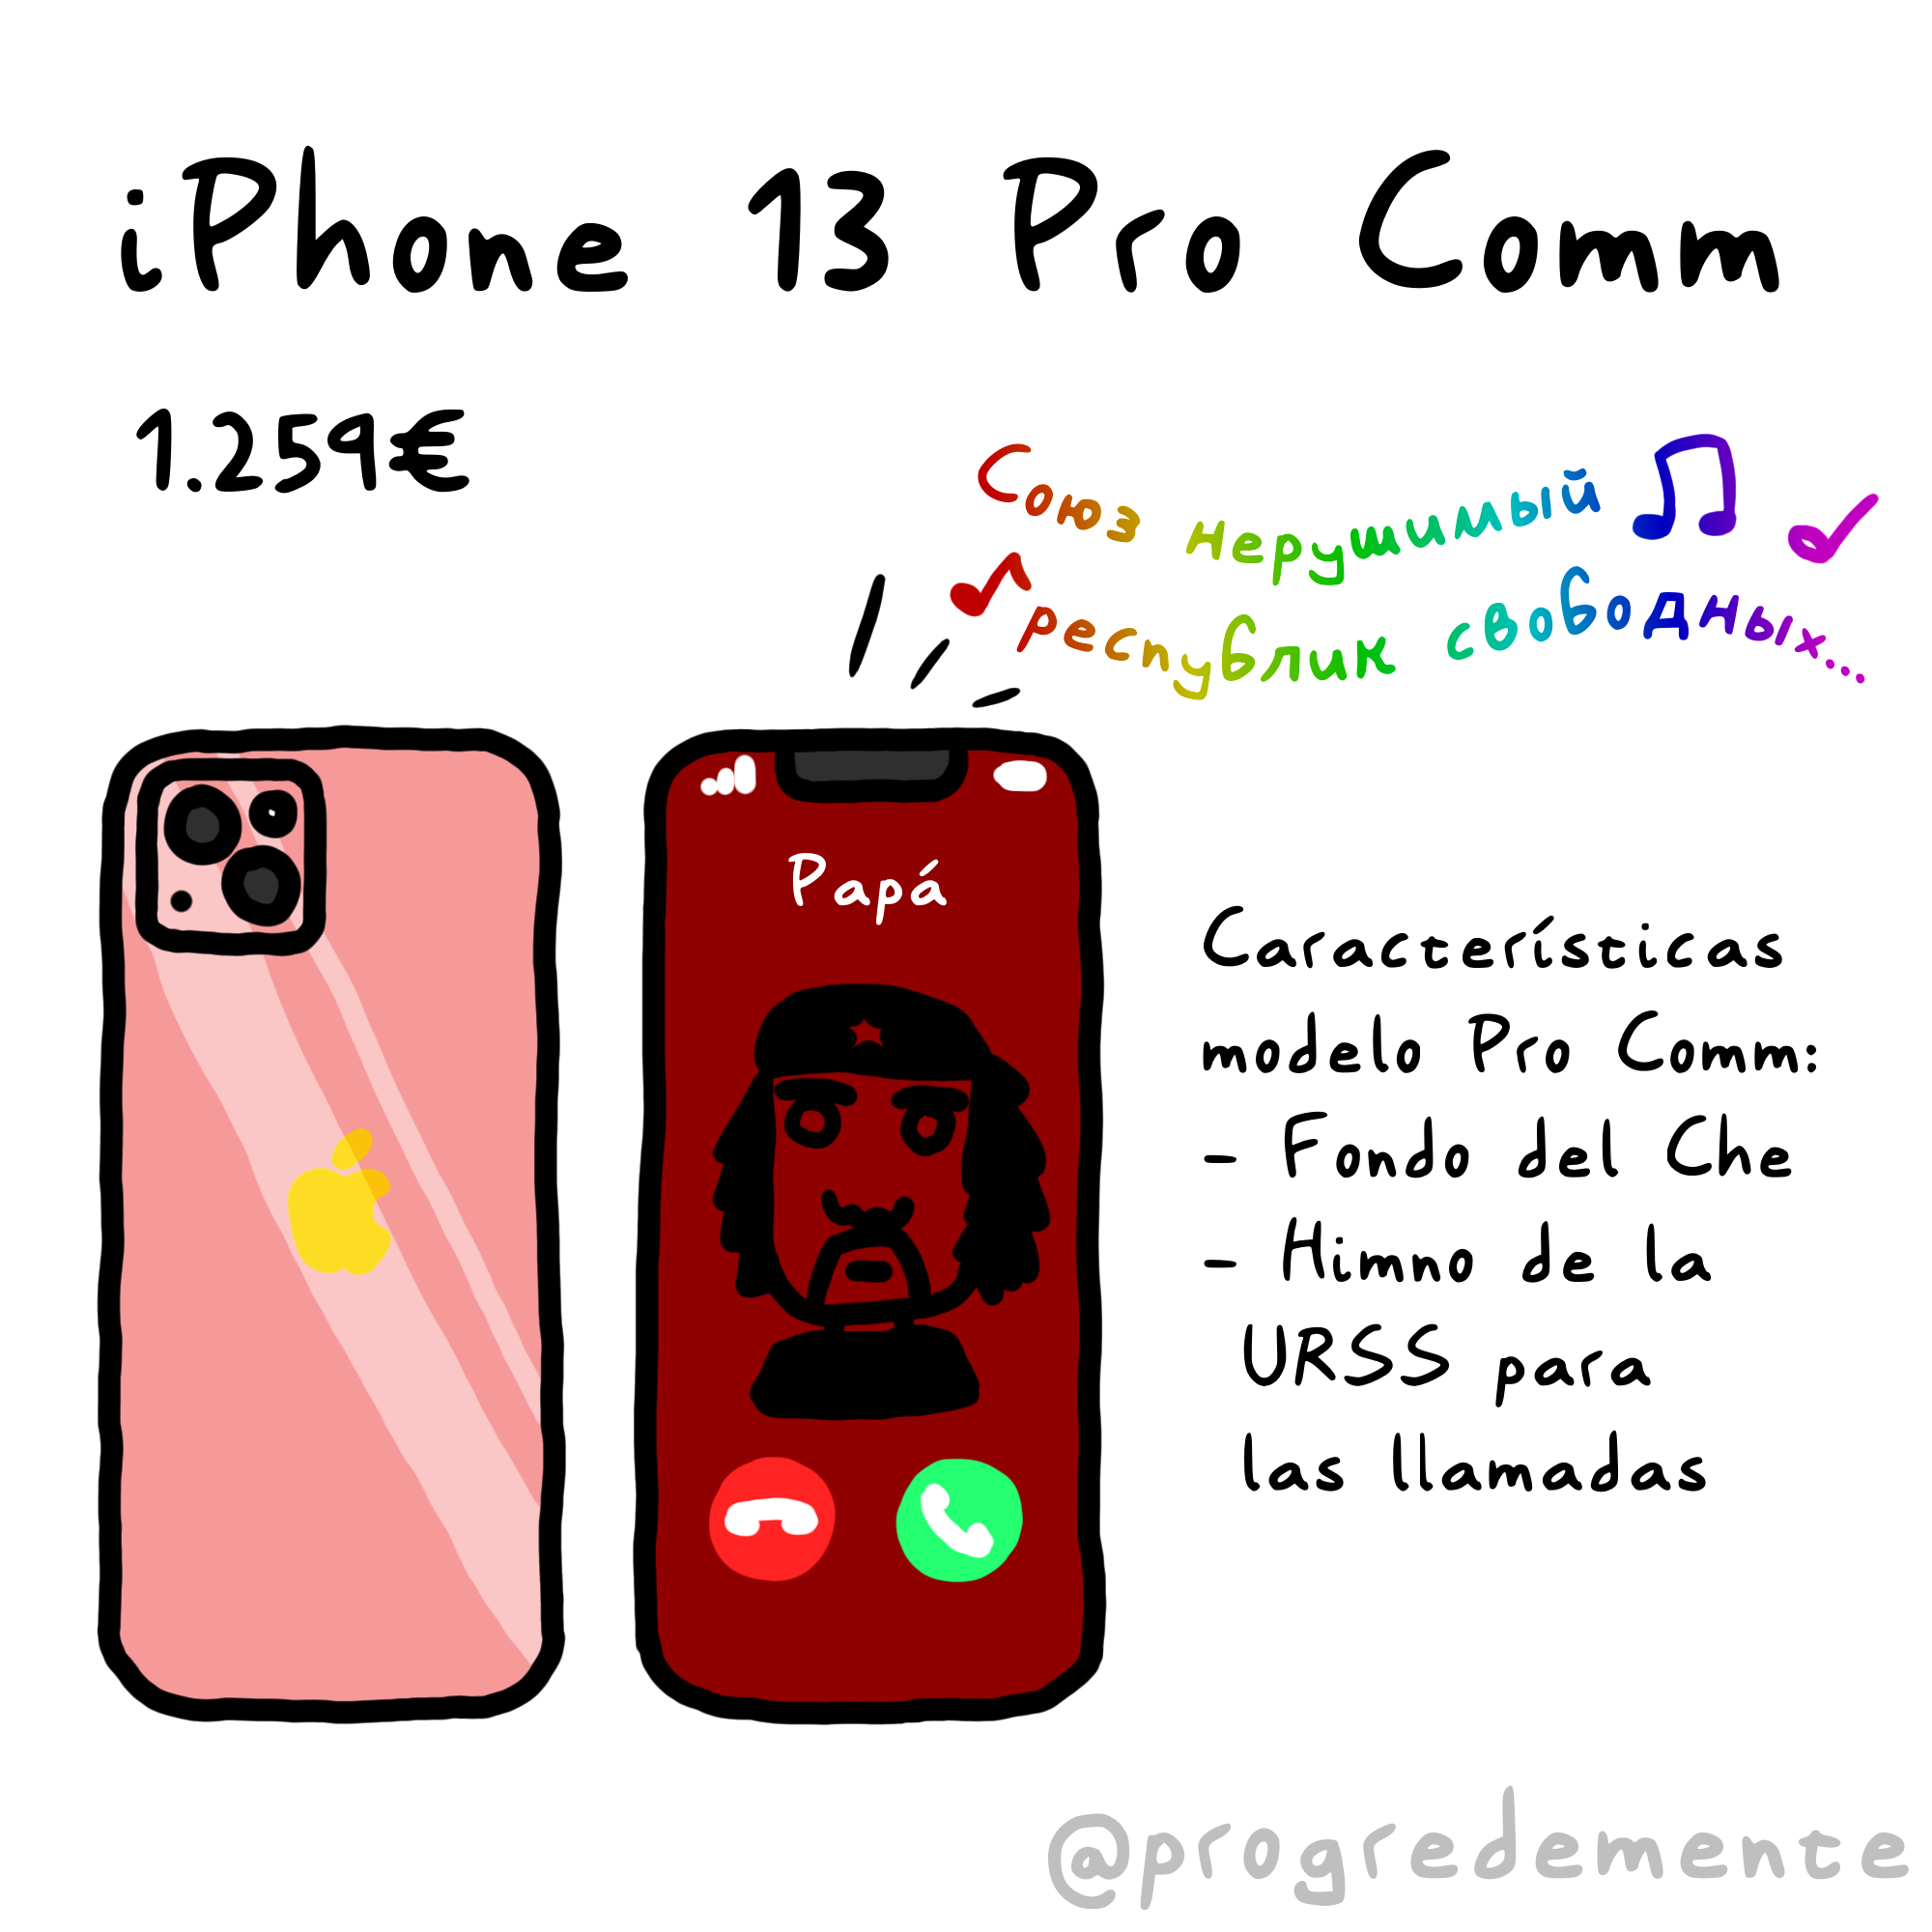 iPhone 13 Pro Comm
1.259€
Союз нерушимый
республик свободных...
Papá
Características
modelo Pro Comm:
- Fondo del Che
- Himno de la
URSS para
las llamadas
@progredemente